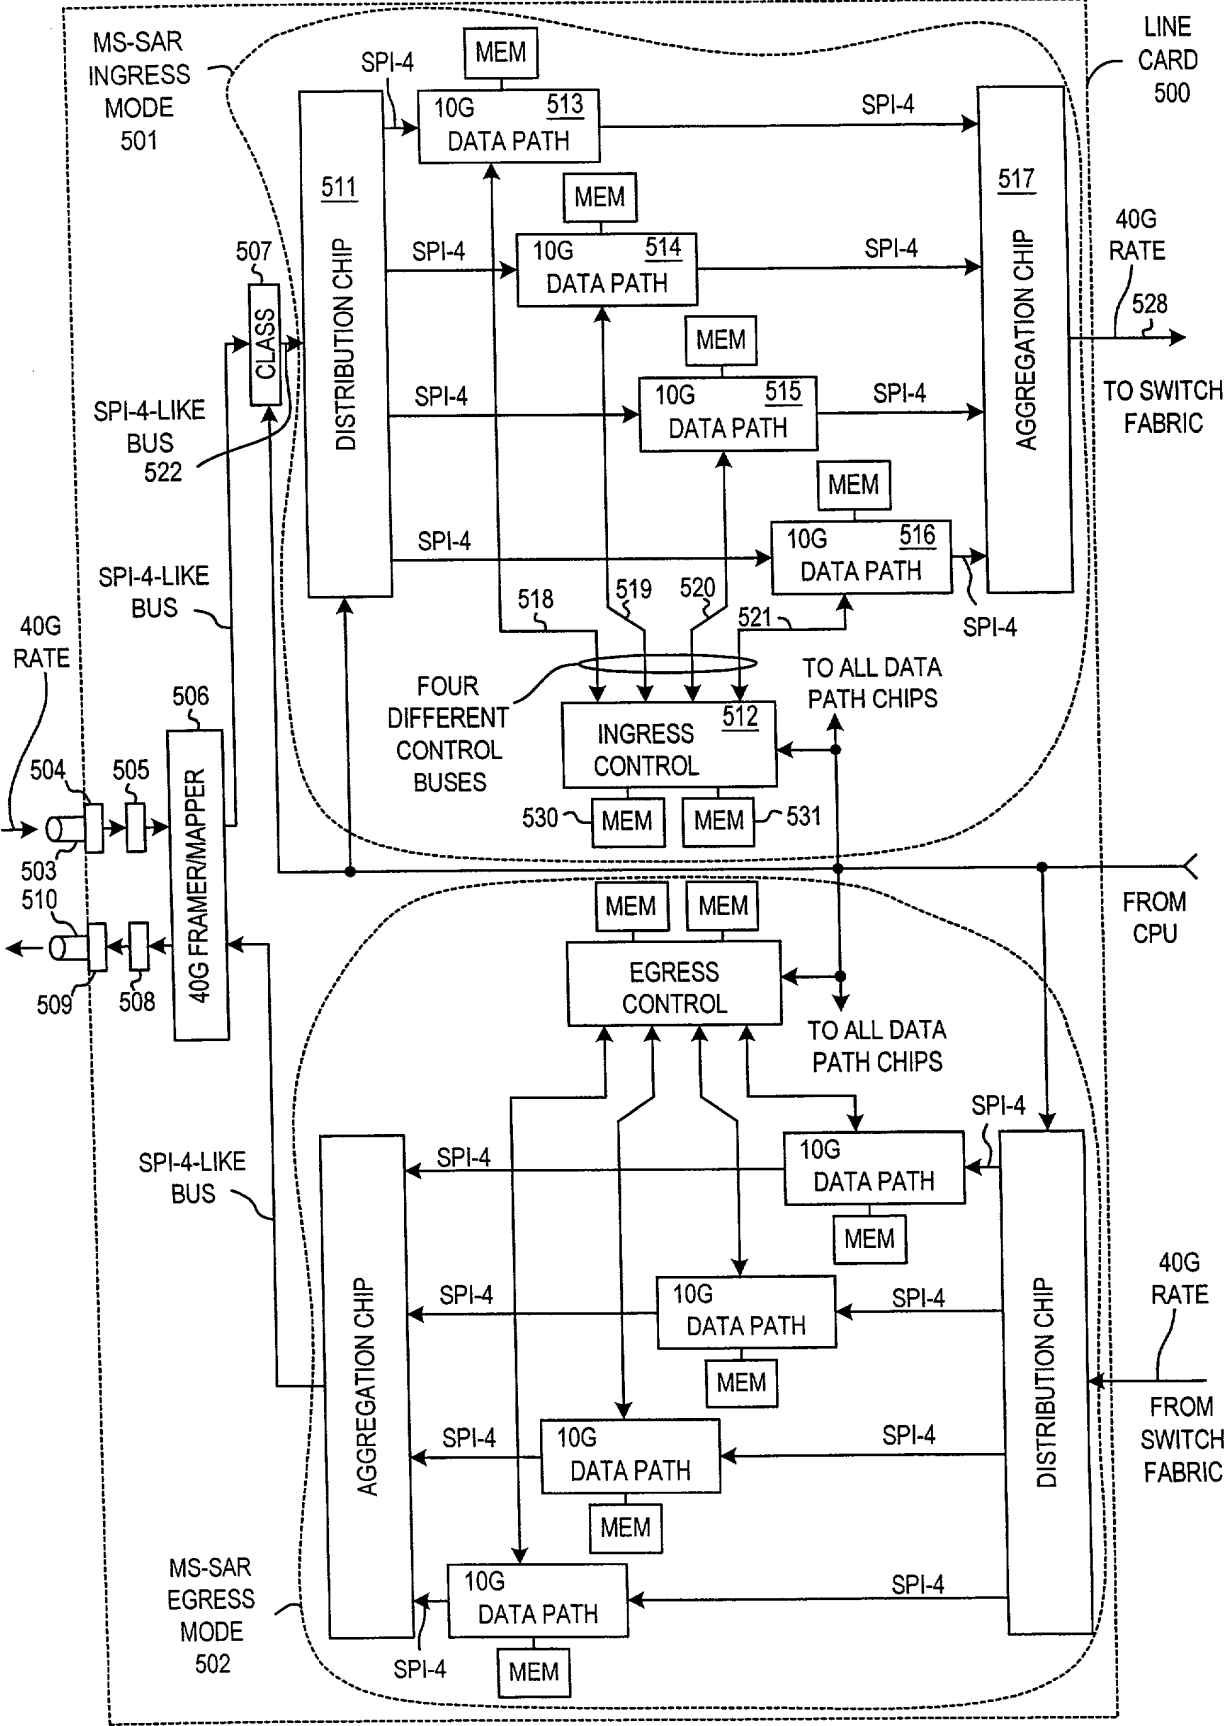 MS-SAR
INGRESS
MODE
501
LINE
CARD
500
MEM
SPI-4
10G 513
DATA PATH
SPI-4
511
DISTRIBUTION CHIP
517
AGGREGATION CHIP
MEM
SPI-4
10G 514
DATA PATH
SPI-4
40G
RATE
528
TO SWITCH
FABRIC
507
CLASS
SPI-4-LIKE
BUS
522
MEM
SPI-4
10G 515
DATA PATH
SPI-4
MEM
SPI-4
10G 516
DATA PATH
SPI-4
SPI-4-LIKE
BUS
518
519
520
521
FOUR
DIFFERENT
CONTROL
BUSES
TO ALL DATA
PATH CHIPS
512
INGRESS
CONTROL
530
MEM
MEM
531
40G
RATE
506
40G FRAMER/MAPPER
504
505
503
510
509
508
FROM
CPU
MEM
MEM
EGRESS
CONTROL
TO ALL DATA
PATH CHIPS
SPI-4-LIKE
BUS
AGGREGATION CHIP
SPI-4
10G
DATA PATH
SPI-4
MEM
DISTRIBUTION CHIP
SPI-4
10G
DATA PATH
SPI-4
MEM
40G
RATE
FROM
SWITCH
FABRIC
SPI-4
10G
DATA PATH
SPI-4
MEM
MS-SAR
EGRESS
MODE
502
SPI-4
10G
DATA PATH
SPI-4
MEM